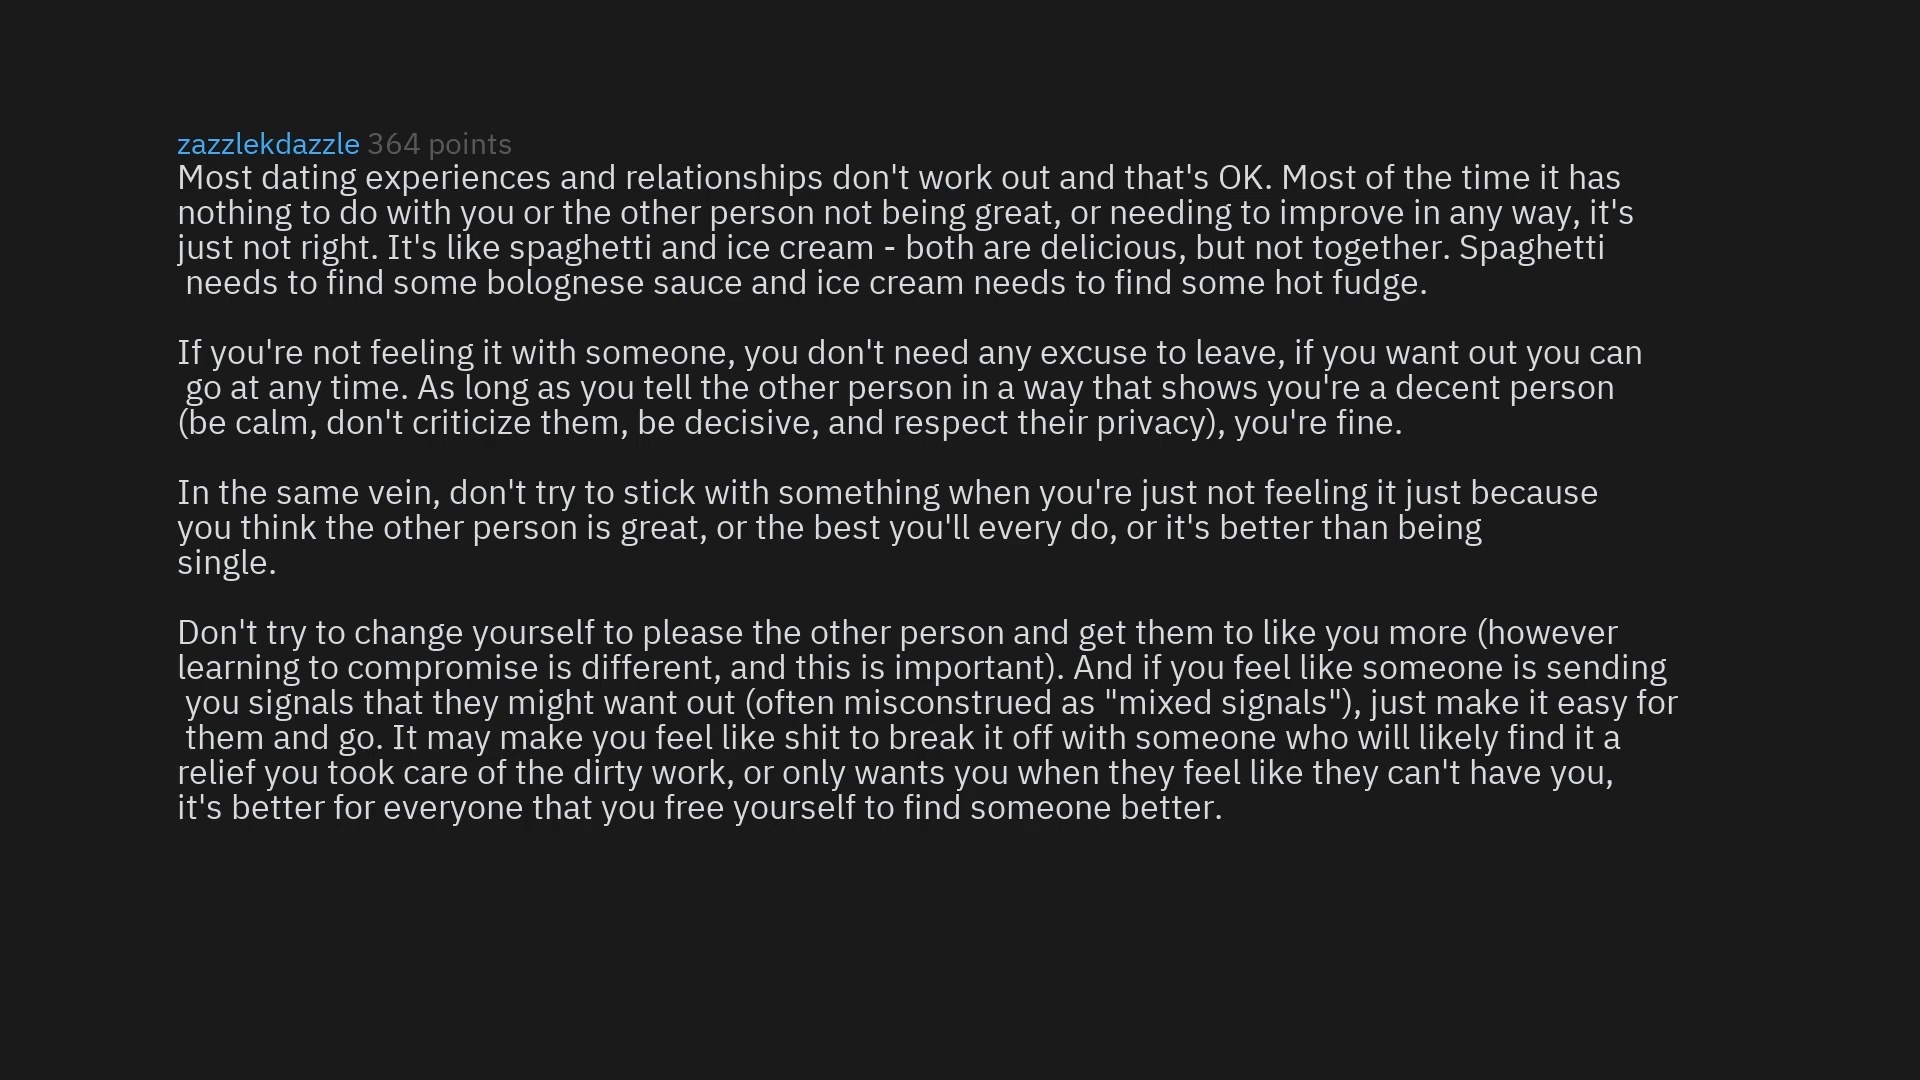 zazzlekdazzle 364 points
Most dating experiences and relationships don't work out and that's OK. Most of the time it has
nothing to do with you or the other person not being great, or needing to improve in any way, it's
just not right. It's like spaghetti and ice cream - both are delicious, but not together. Spaghetti
needs to find some bolognese sauce and ice cream needs to find some hot fudge.
If you're not feeling it with someone, you don't need any excuse to leave, if you want out you can
go at any time. As long as you tell the other person in a way that shows you're a decent person
(be calm, don't criticize them, be decisive, and respect their privacy), you're fine.
In the same vein, don't try to stick with something when you're just not feeling it just because
you think the other person is great, or the best you'll every do, or it's better than being
single.
Don't try to change yourself to please the other person and get them to like you more (however
learning to compromise is different, and this is important). And if you feel like someone is sending
you signals that they might want out (often misconstrued as "mixed signals"), just make it easy for
them and go. It may make you feel like shit to break it off with someone who will likely find it a
relief you took care of the dirty work, or only wants you when they feel like they can't have you,
it's better for everyone that you free yourself to find someone better.